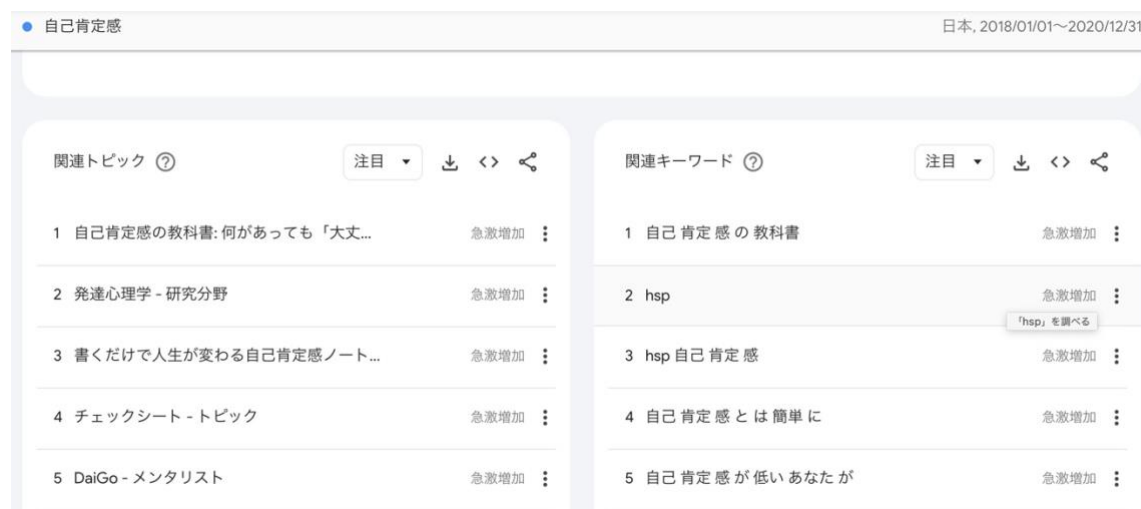 自己肯定感
日本, 2018/01/01〜2020/12/31
関連トピック
注目
1 自己肯定感の教科書: 何があっても「大丈...
急激増加
2 発達心理学 - 研究分野
急激増加
3 書くだけで人生が変わる自己肯定感ノート...
急激増加
4 チェックシート - トピック
急激増加
5 DaiGo - メンタリスト
急激増加
関連キーワード
注目
1 自己 肯定 感 の 教科書
急激増加
2 hsp
急激増加
「hsp」を調べる
3 hsp 自己 肯定 感
急激増加
4 自己 肯定 感 と は 簡単 に
急激増加
5 自己 肯定 感 が 低い あなた が
急激増加